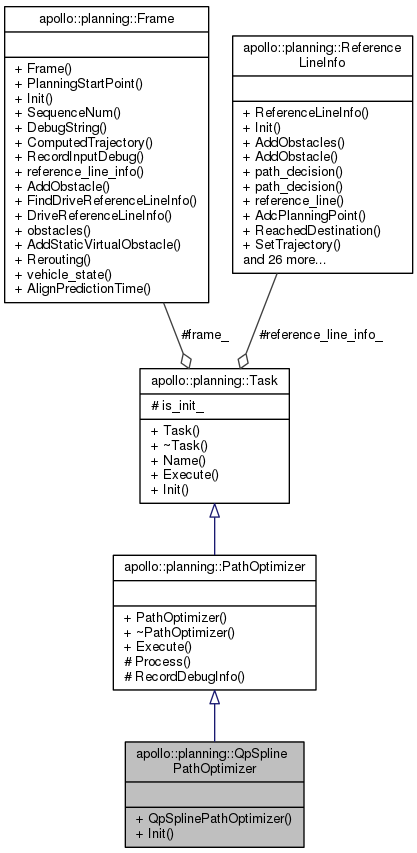 apollo::planning::Frame
+ Frame()
+ PlanningStartPoint()
+ Init()
+ SequenceNum()
+ DebugString()
+ ComputedTrajectory()
+ RecordInputDebug()
+ reference_line_info()
+ AddObstacle()
+ FindDriveReferenceLineInfo()
+ DriveReferenceLineInfo()
+ obstacles()
+ AddStaticVirtualObstacle()
+ Rerouting()
+ vehicle_state()
+ AlignPredictionTime()
apollo::planning::Reference
LineInfo
+ ReferenceLineInfo()
+ Init()
+ AddObstacles()
+ AddObstacle()
+ path_decision()
+ path_decision()
+ reference_line()
+ AdcPlanningPoint()
+ ReachedDestination()
+ SetTrajectory()
and 26 more...
#frame_
#reference_line_info_
apollo::planning::Task
# is_init_
+ Task()
+ ~Task()
+ Name()
+ Execute()
+ Init()
apollo::planning::PathOptimizer
+ PathOptimizer()
+ ~PathOptimizer()
+ Execute()
# Process()
# RecordDebugInfo()
apollo::planning::QpSpline
PathOptimizer
+ QpSplinePathOptimizer()
+ Init()